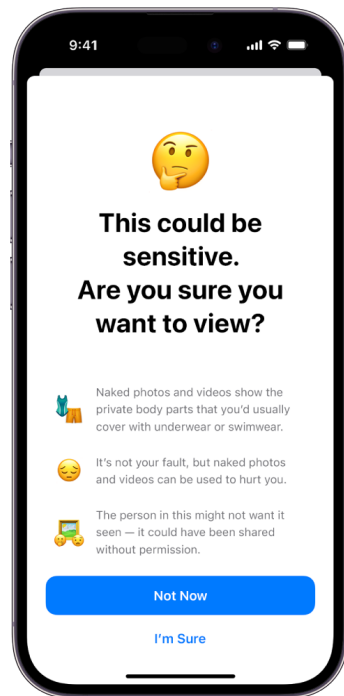 9:41
This could be
sensitive.
Are you sure you
want to view?
Naked photos and videos show the
private body parts that you'd usually
cover with underwear or swimwear.
It's not your fault, but naked photos
and videos can be used to hurt you.
The person in this might not want it
seen — it could have been shared
without permission.
Not Now
I'm Sure